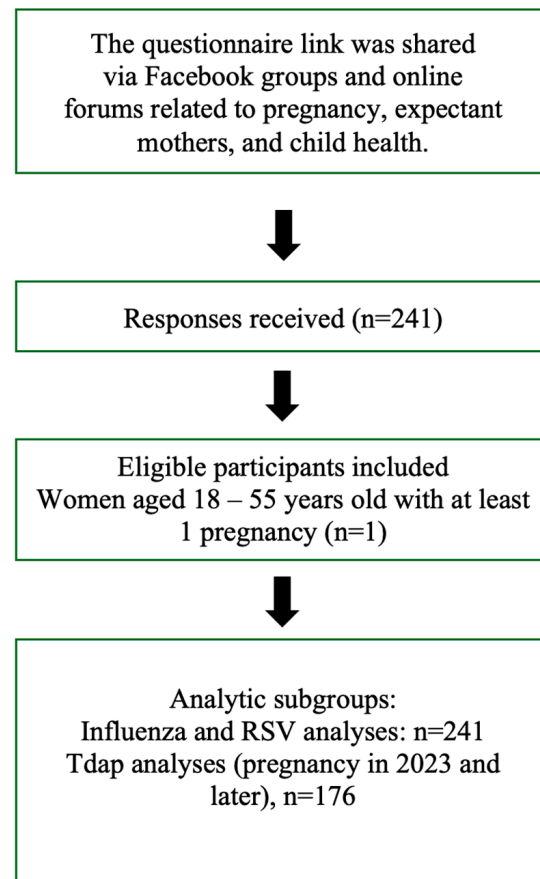 The questionnaire link was shared
via Facebook groups and online
forums related to pregnancy, expectant
mothers, and child health.
Responses received (n=241)
Eligible participants included
Women aged 18 – 55 years old with at least
1 pregnancy (n=1)
Analytic subgroups:
Influenza and RSV analyses: n=241
Tdap analyses (pregnancy in 2023 and
later), n=176